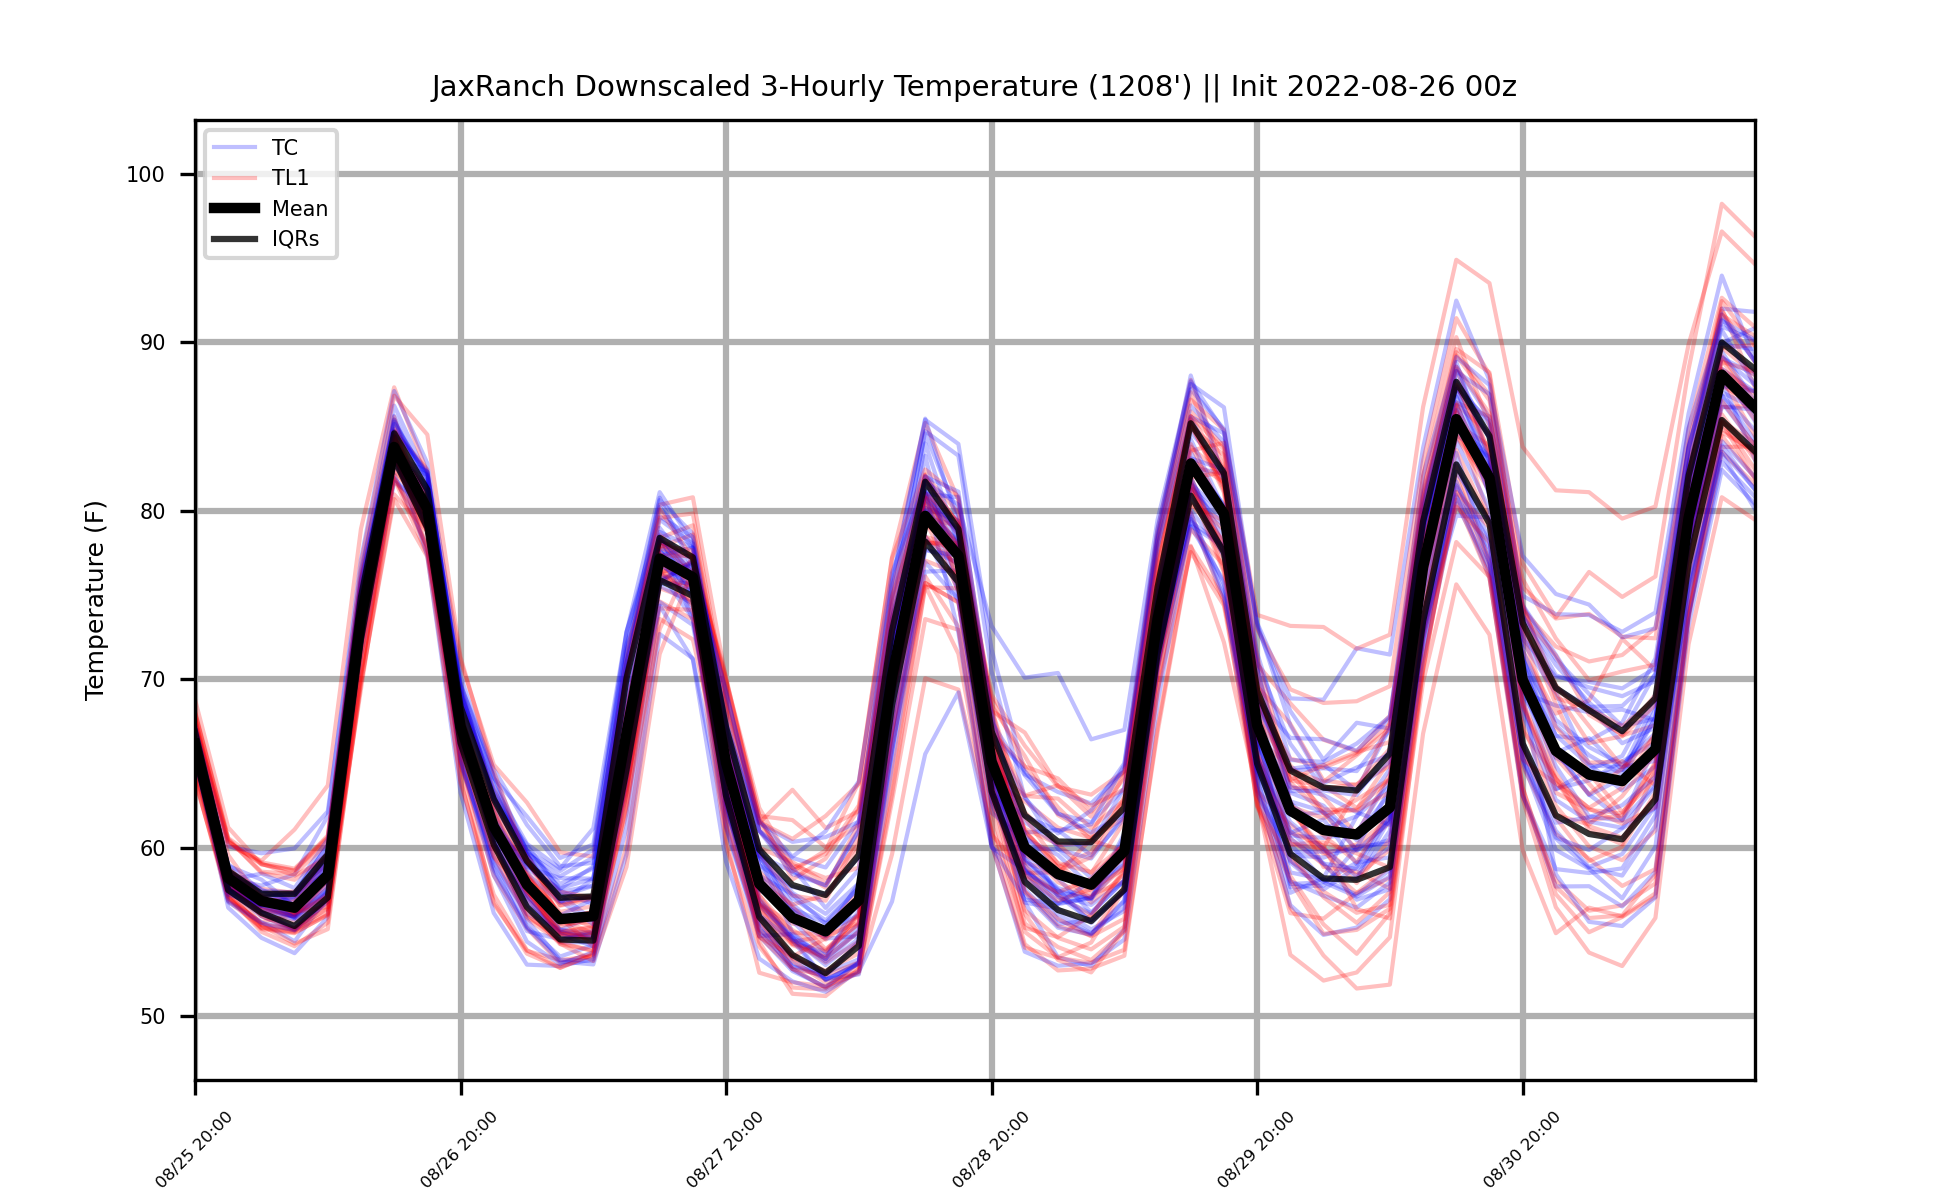 JaxRanch Downscaled 3-Hourly Temperature (1208') || Init 2022-08-26 00z
TC
TL1
Mean
IQRs
100
90
80
70
60
50
Temperature (F)
08/25 20:00
08/26 20:00
08/27 20:00
08/28 20:00
08/29 20:00
08/30 20:00